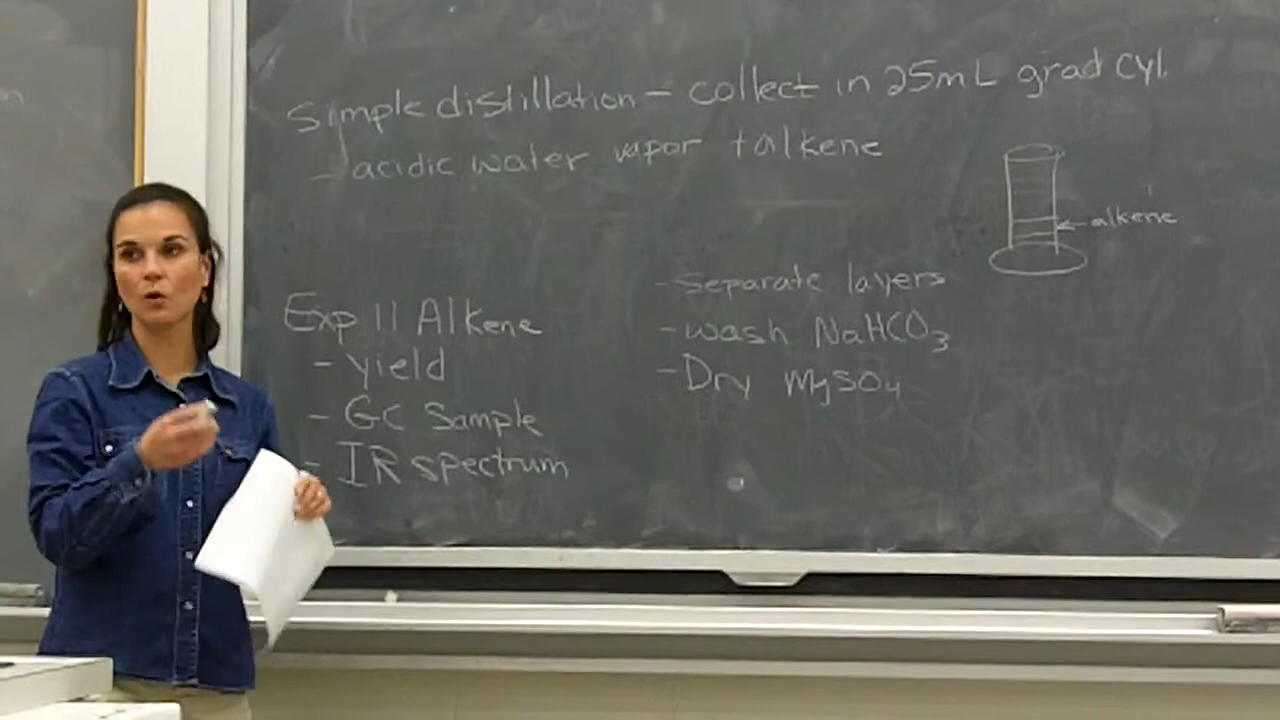 Simple distillation - collect in 25mL grad cyl.
- acidic water vapor + alkene
alkene
Exp 11 Alkene
- yield
- GC Sample
- IR spectrum
- Separate layers
- wash NaHCO3
- Dry MgSO4